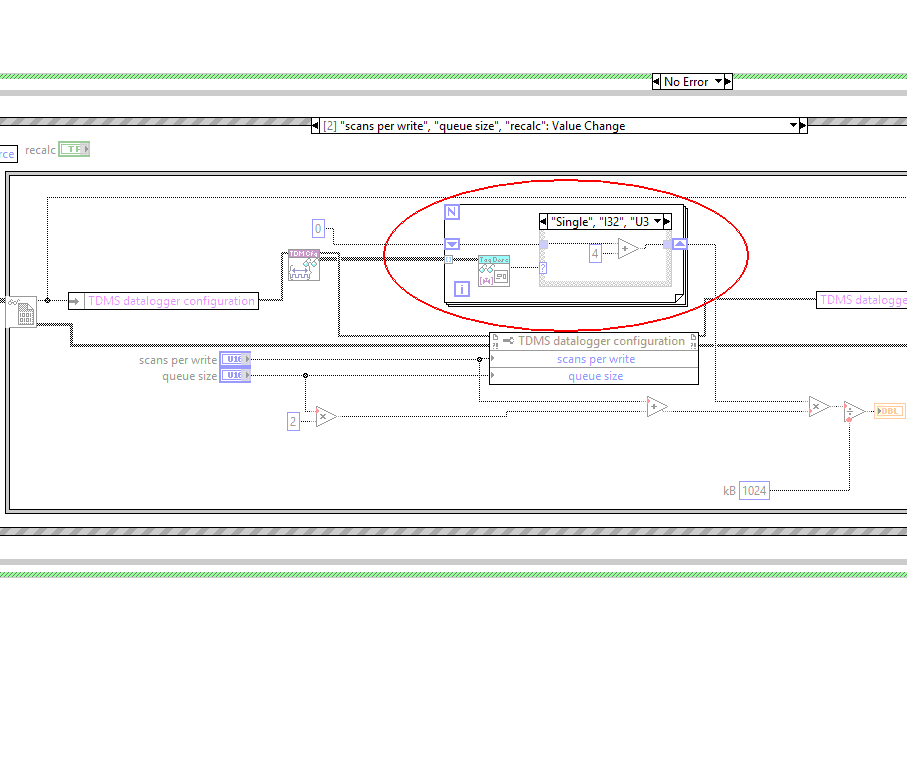 No Error
[2] "scans per write", "queue size", "recalc": Value Change
rce
recalc
TF
N
"Single", "I32", "U3
0
4
+
?
i
TDMS datalogger configuration
TDMS datalogge
TDMS datalogger configuration
scans per write
U16
scans per write
queue size
U16
queue size
2
×
+
×
÷
DBL
kB
1024